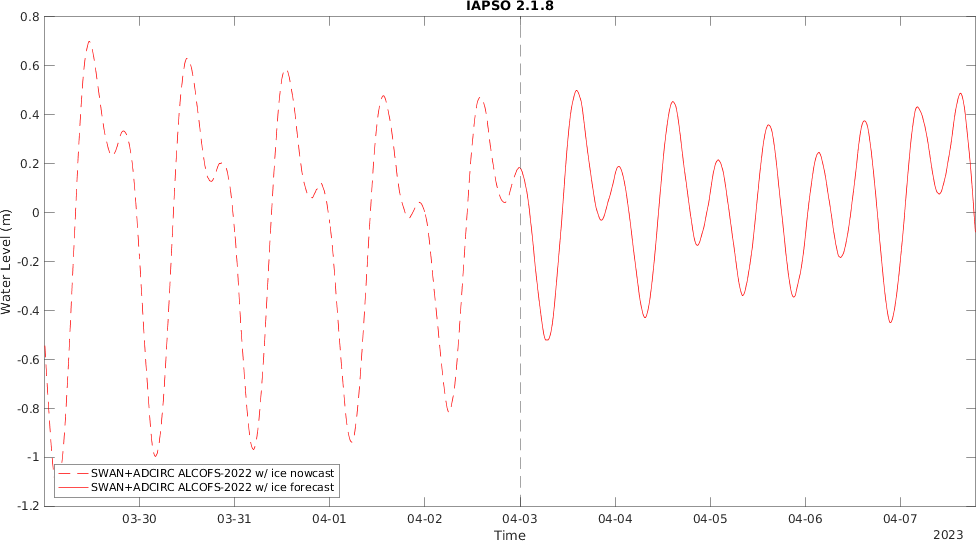 IAPSO 2.1.8
0.8
0.6
0.4
0.2
0
-0.2
-0.4
-0.6
-0.8
-1
-1.2
Water Level (m)
SWAN+ADCIRC ALCOFS-2022 w/ ice nowcast
SWAN+ADCIRC ALCOFS-2022 w/ ice forecast
03-30 03-31 04-01 04-02 04-03 04-04 04-05 04-06 04-07
Time
2023